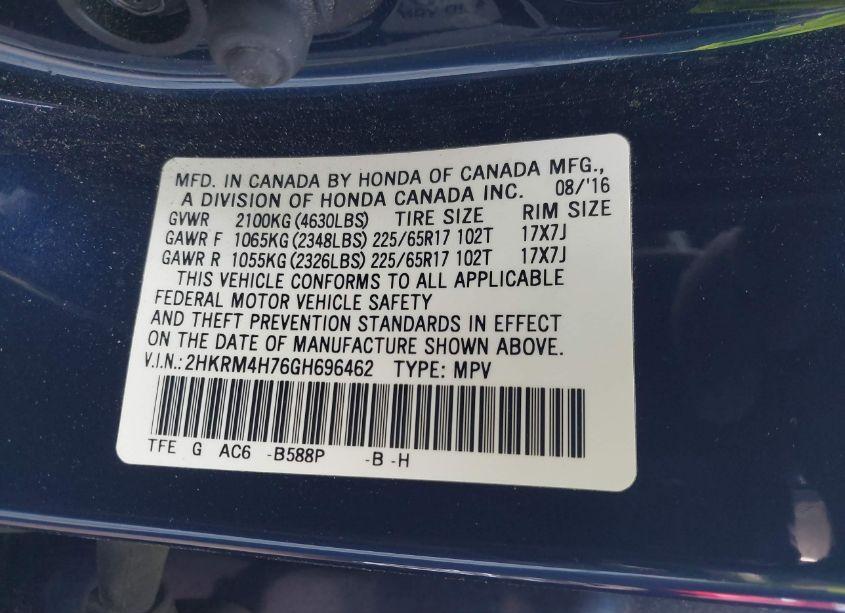 MFD. IN CANADA BY HONDA OF CANADA MFG.,
A DIVISION OF HONDA CANADA INC. 08/'16
GVWR 2100KG (4630LBS) TIRE SIZE RIM SIZE
GAWR F 1065KG (2348LBS) 225/65R17 102T 17X7J
GAWR R 1055KG (2326LBS) 225/65R17 102T 17X7J
THIS VEHICLE CONFORMS TO ALL APPLICABLE
FEDERAL MOTOR VEHICLE SAFETY
AND THEFT PREVENTION STANDARDS IN EFFECT
ON THE DATE OF MANUFACTURE SHOWN ABOVE.
V.I.N.: 2HKRM4H76GH696462 TYPE: MPV
TFE G AC6 -B588P -B -H